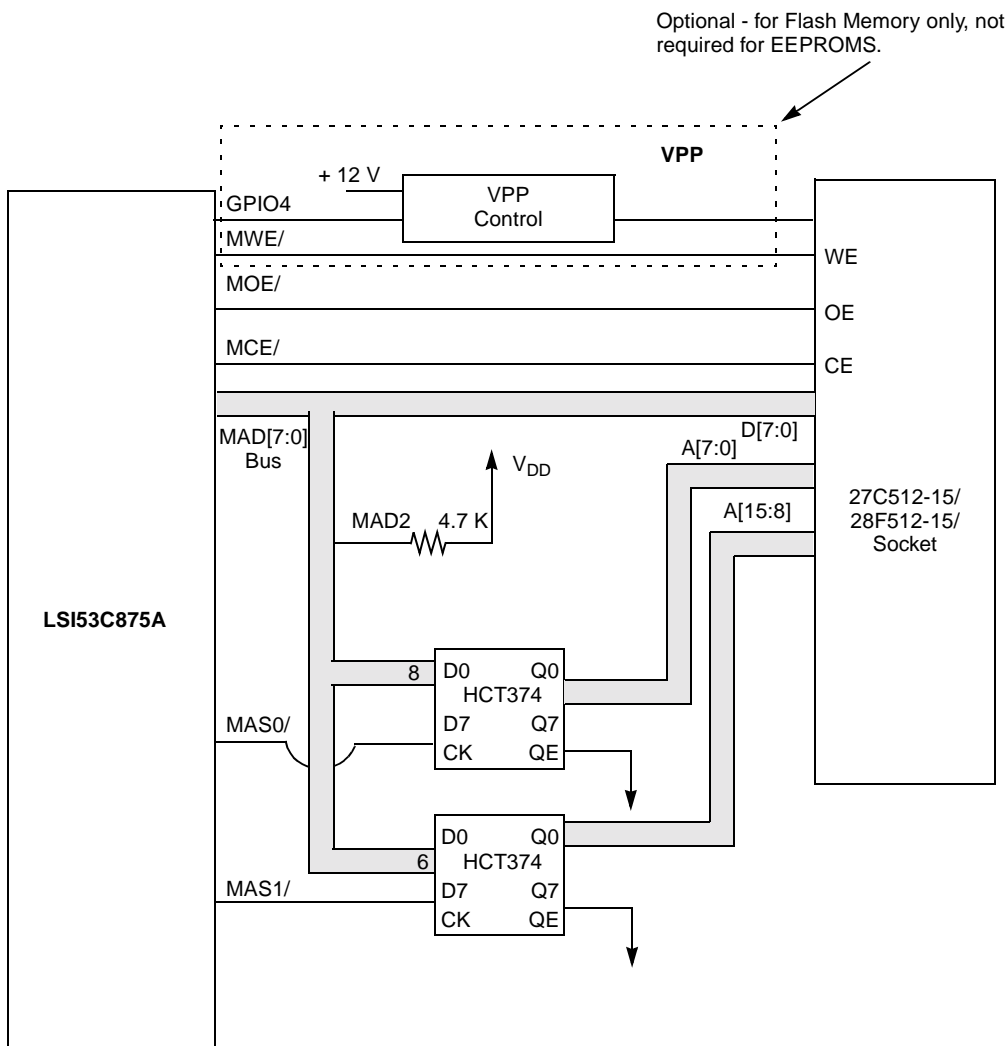 Optional - for Flash Memory only, not
required for EEPROMS.
VPP
+ 12 V
VPP
Control
GPIO4
MWE/
WE
MOE/
OE
MCE/
CE
MAD[7:0]
Bus
D[7:0]
A[7:0]
VDD
MAD2
4.7 K
A[15:8]
27C512-15/
28F512-15/
Socket
LSI53C875A
8
D0 Q0
HCT374
D7 Q7
CK QE
MAS0/
6
D0 Q0
HCT374
D7 Q7
CK QE
MAS1/